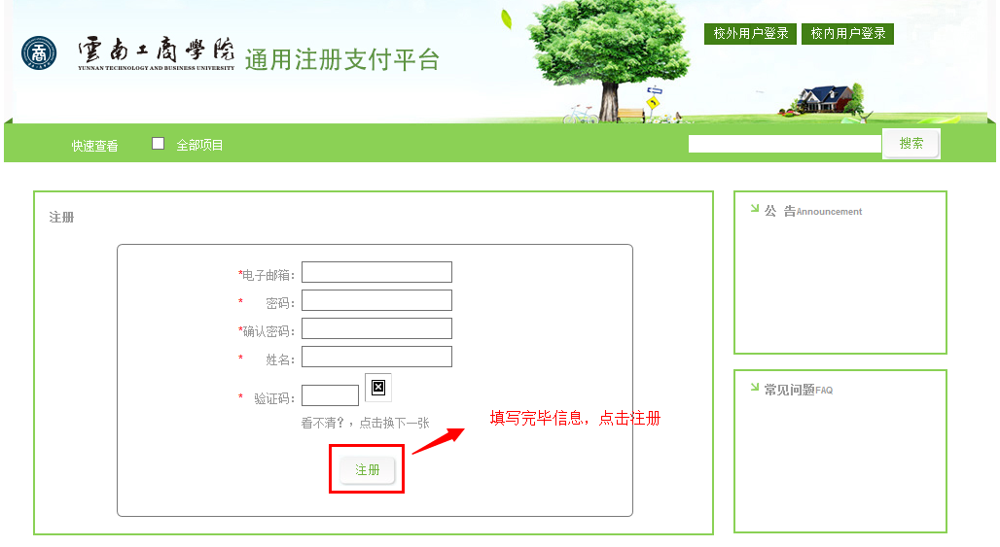 校外用户登录 校内用户登录
雲南工商學院
YUNNAN TECHNOLOGY AND BUSINESS UNIVERSITY
通用注册支付平台
快速查看 全部项目 搜索
注册
*电子邮箱:
* 密码:
*确认密码:
* 姓名:
* 验证码:
看不清?,点击换下一张
填写完毕信息,点击注册
注册
公 告Announcement
常见问题FAQ